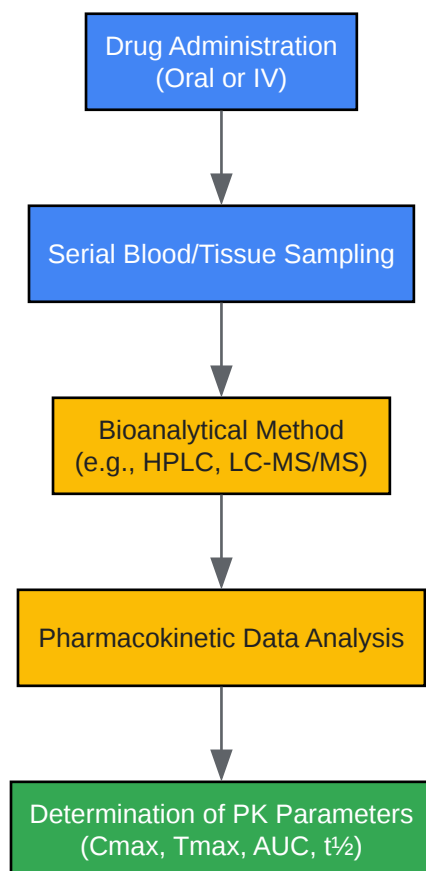 Drug Administration
(Oral or IV)
Serial Blood/Tissue Sampling
Bioanalytical Method
(e.g., HPLC, LC-MS/MS)
Pharmacokinetic Data Analysis
Determination of PK Parameters
(Cmax, Tmax, AUC, t½)